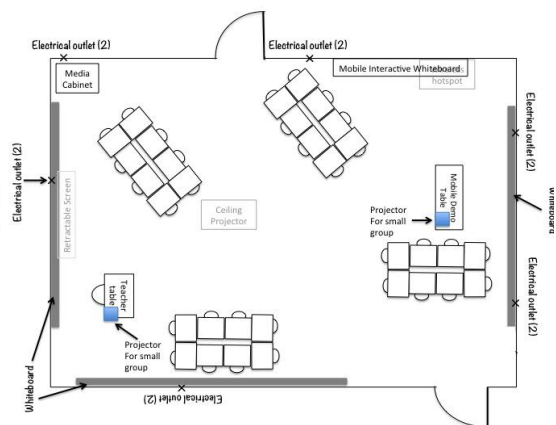 Electrical outlet (2)
Electrical outlet (2)
Media
Cabinet
Mobile Interactive Whiteboard
hotspot
Electrical outlet (2)
Electrical outlet (2)
Retractable Screen
Ceiling
Projector
Projector
For small
group
Mobile Demo
Table
Whiteboard
Electrical outlet (2)
Teacher
table
Projector
For small
group
Whiteboard
Electrical outlet (2)